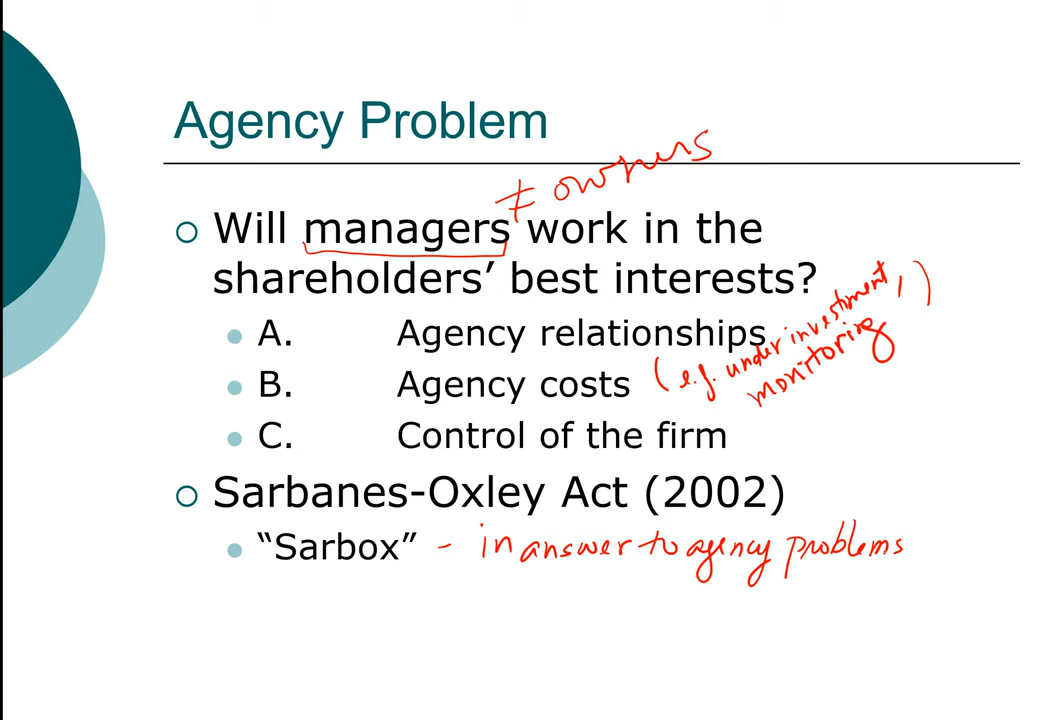 Agency Problem
≠ owners
Will managers work in the
shareholders’ best interests?
A. Agency relationships
B. Agency costs (e.g. under investment, )
monitoring
C. Control of the firm
Sarbanes-Oxley Act (2002)
“Sarbox” - in answer to agency problems